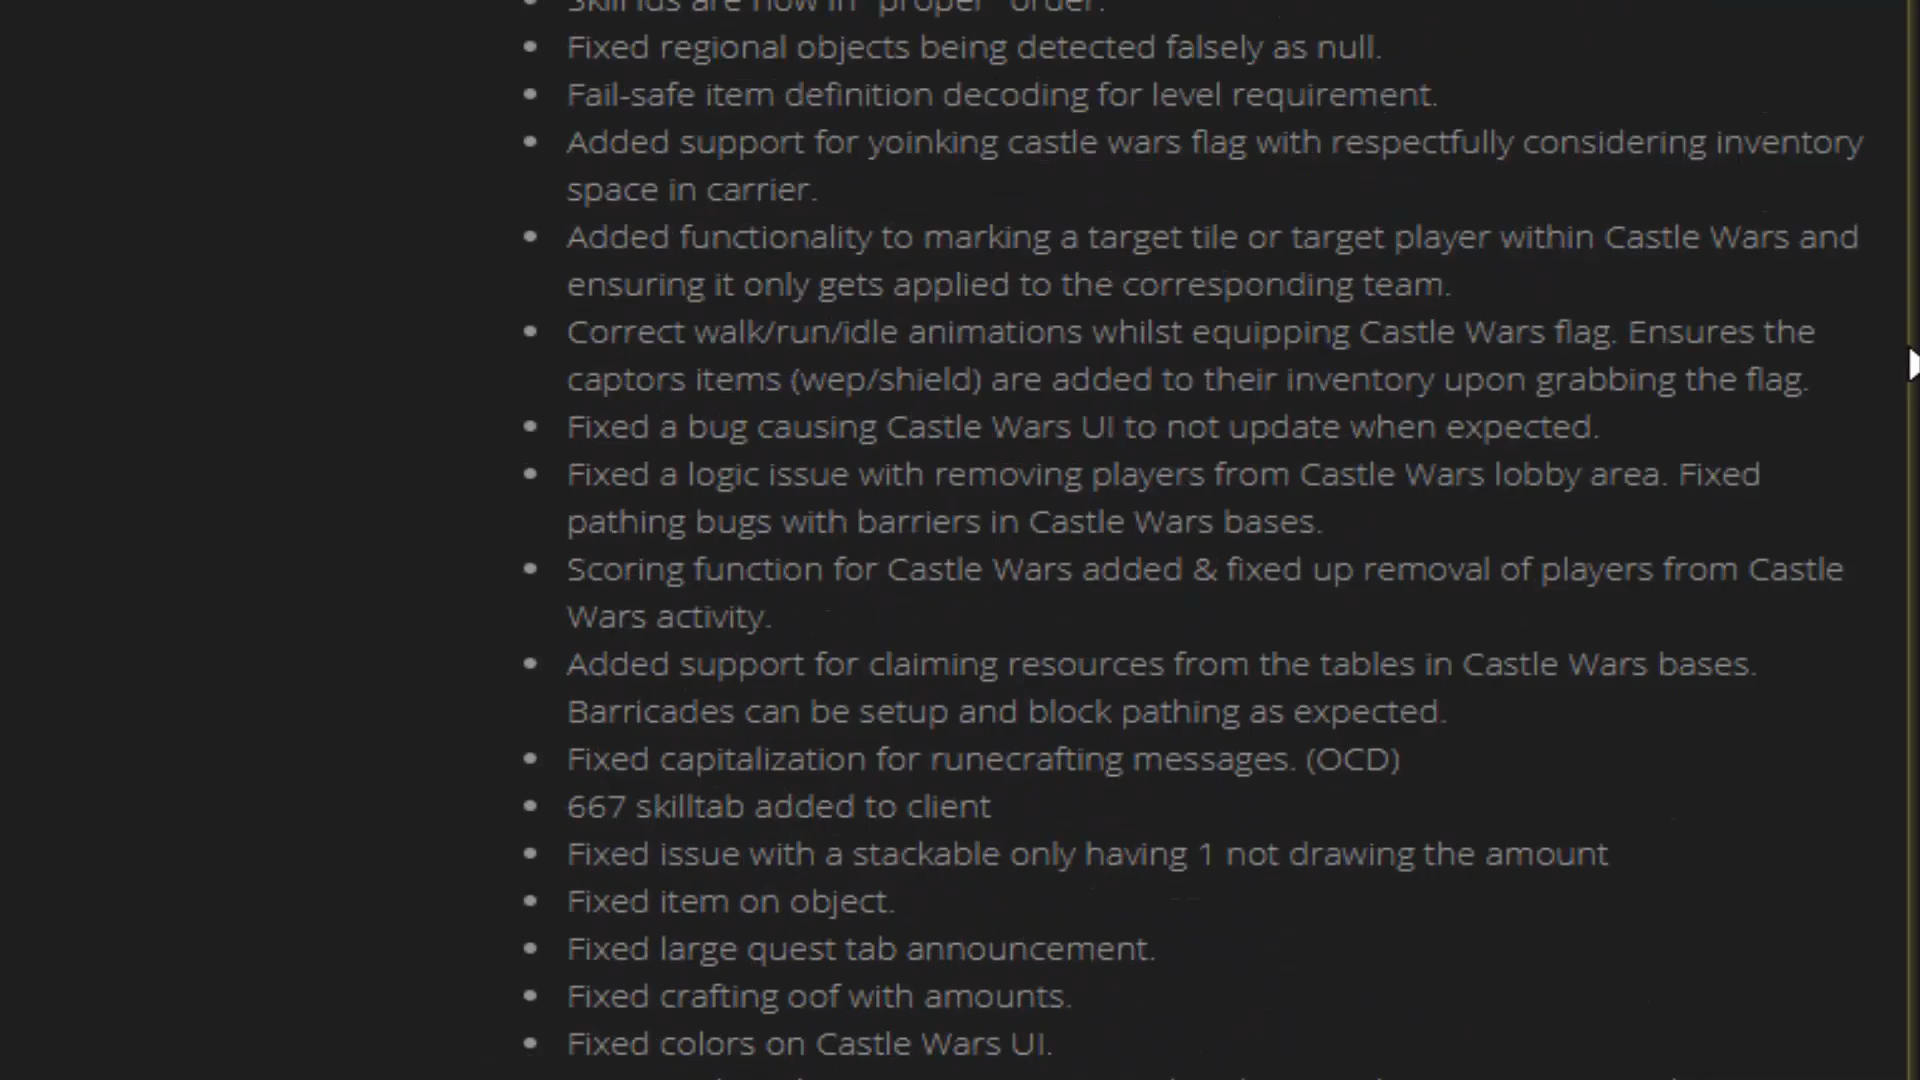 Skill ids are now in "proper" order.
Fixed regional objects being detected falsely as null.
Fail-safe item definition decoding for level requirement.
Added support for yoinking castle wars flag with respectfully considering inventory
space in carrier.
Added functionality to marking a target tile or target player within Castle Wars and
ensuring it only gets applied to the corresponding team.
Correct walk/run/idle animations whilst equipping Castle Wars flag. Ensures the
captors items (wep/shield) are added to their inventory upon grabbing the flag.
Fixed a bug causing Castle Wars UI to not update when expected.
Fixed a logic issue with removing players from Castle Wars lobby area. Fixed
pathing bugs with barriers in Castle Wars bases.
Scoring function for Castle Wars added & fixed up removal of players from Castle
Wars activity.
Added support for claiming resources from the tables in Castle Wars bases.
Barricades can be setup and block pathing as expected.
Fixed capitalization for runecrafting messages. (OCD)
667 skilltab added to client
Fixed issue with a stackable only having 1 not drawing the amount
Fixed item on object.
Fixed large quest tab announcement.
Fixed crafting oof with amounts.
Fixed colors on Castle Wars UI.